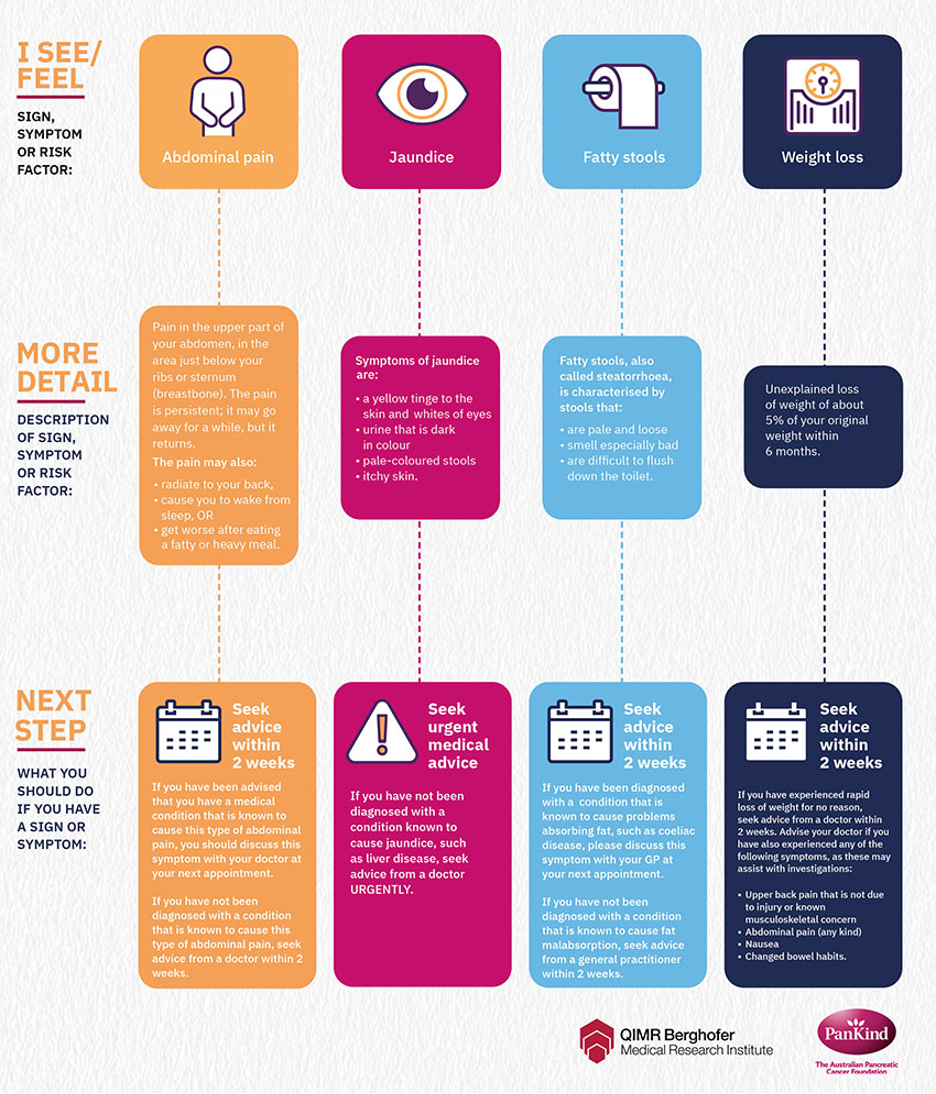 I SEE/
FEEL
SIGN,
SYMPTOM
OR RISK
FACTOR:
Abdominal pain
Jaundice
Fatty stools
Weight loss
MORE
DETAIL
DESCRIPTION
OF SIGN,
SYMPTOM
OR RISK
FACTOR:
Pain in the upper part of
your abdomen, in the
area just below your
ribs or sternum
(breastbone). The pain
is persistent; it may go
away for a while, but it
returns.
The pain may also:
• radiate to your back,
• cause you to wake from
sleep, OR
• get worse after eating
a fatty or heavy meal.
Symptoms of jaundice
are:
• a yellow tinge to the
skin and whites of eyes
• urine that is dark
in colour
• pale-coloured stools
• itchy skin.
Fatty stools, also
called steatorrhoea,
is characterised by
stools that:
• are pale and loose
• smell especially bad
• are difficult to flush
down the toilet.
Unexplained loss
of weight of about
5% of your original
weight within
6 months.
NEXT
STEP
WHAT YOU
SHOULD DO
IF YOU HAVE
A SIGN OR
SYMPTOM:
Seek
advice
within
2 weeks
If you have been advised
that you have a medical
condition that is known to
cause this type of abdominal
pain, you should discuss this
symptom with your doctor at
your next appointment.
If you have not been
diagnosed with a condition
that is known to cause this
type of abdominal pain, seek
advice from a doctor within 2
weeks.
Seek
urgent
medical
advice
If you have not been
diagnosed with a
condition known to
cause jaundice, such
as liver disease, seek
advice from a doctor
URGENTLY.
Seek
advice
within
2 weeks
If you have been diagnosed
with a condition that is
known to cause problems
absorbing fat, such as coeliac
disease, please discuss this
symptom with your GP at
your next appointment.
If you have not been
diagnosed with a condition
that is known to cause fat
malabsorption, seek advice
from a general practitioner
within 2 weeks.
Seek
advice
within
2 weeks
If you have experienced rapid
loss of weight for no reason,
seek advice from a doctor within
2 weeks. Advise your doctor if you
have also experienced any of the
following symptoms, as these may
assist with investigations:
• Upper back pain that is not due
to injury or known
musculoskeletal concern
• Abdominal pain (any kind)
• Nausea
• Changed bowel habits.
QIMR Berghofer
Medical Research Institute
PanKind
The Australian Pancreatic
Cancer Foundation